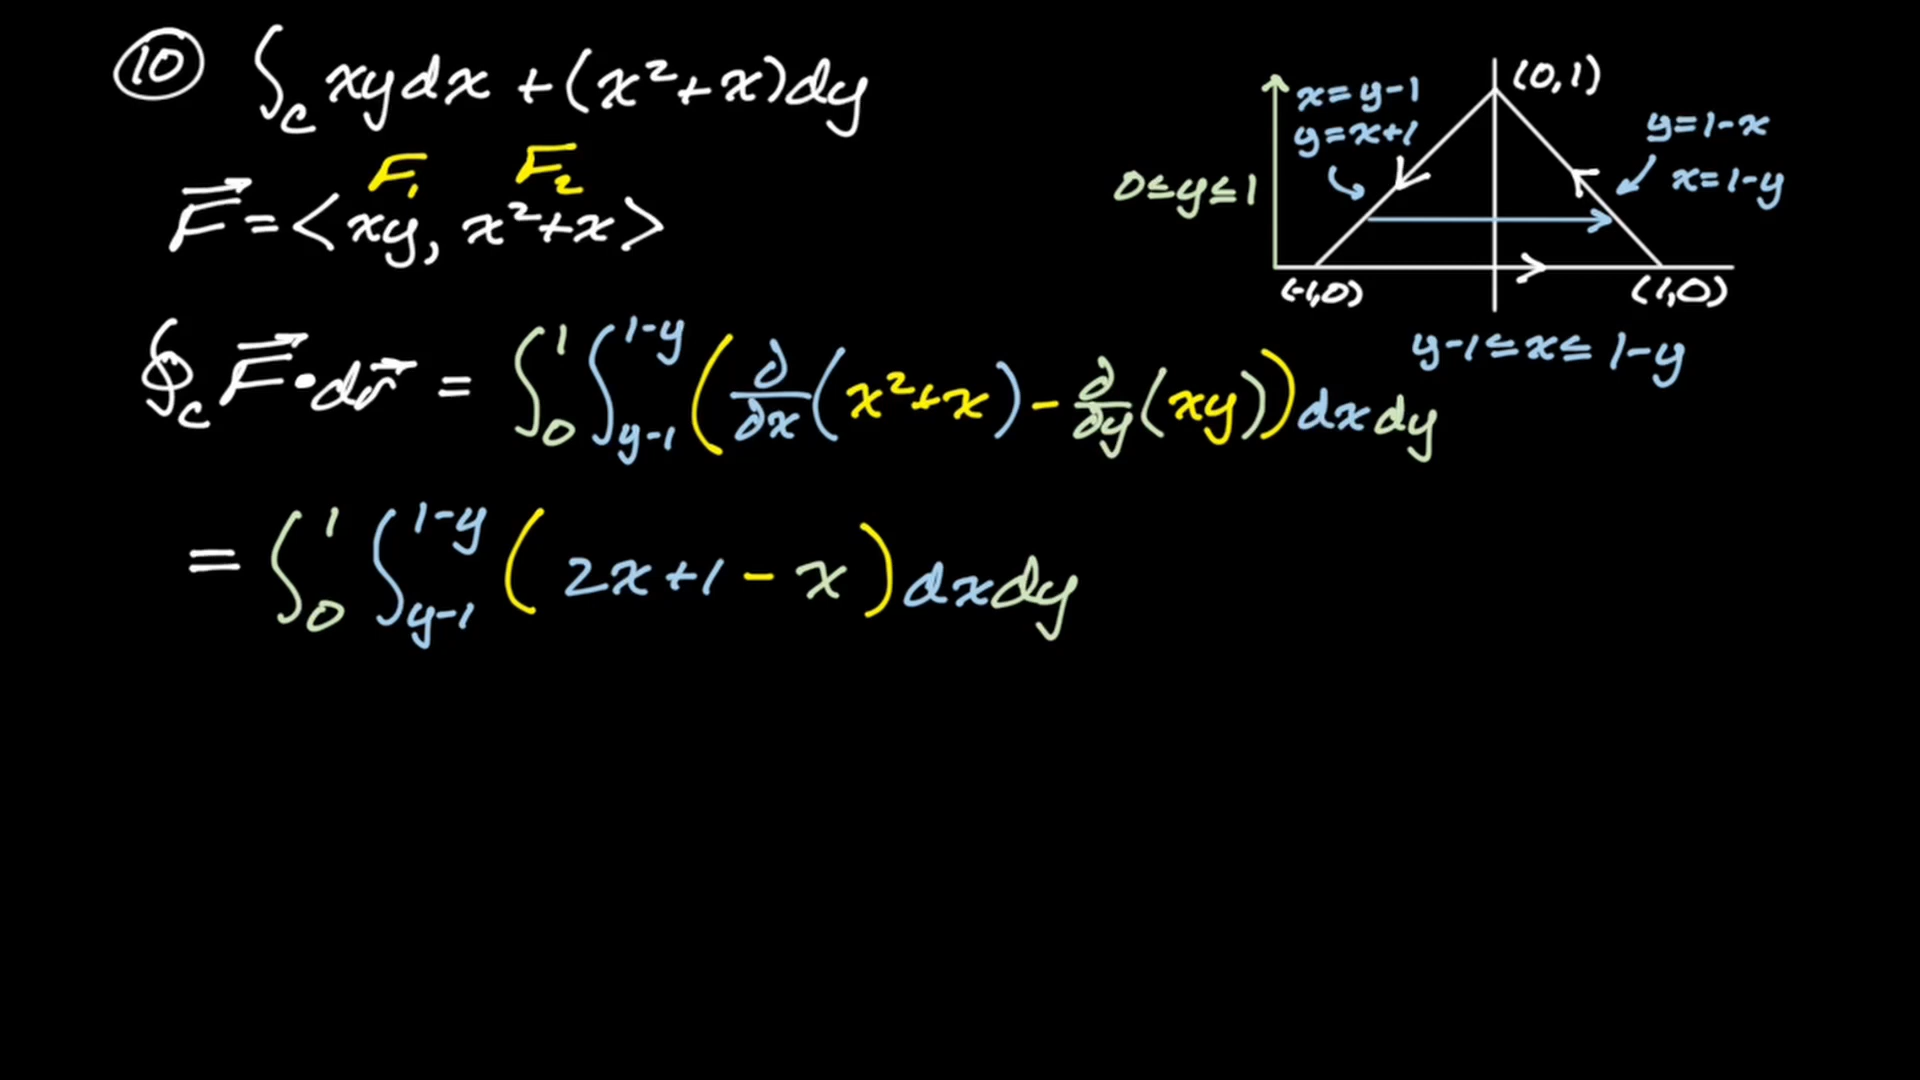 ⑩ ∫_C xy dx + (x² + x) dy
F₁ F₂
F⃗ = <xy, x² + x>
∮_C F⃗ • dr⃗ = ∫₀¹ ∫_{y-1}^{1-y} (∂/∂x (x² + x) - ∂/∂y (xy)) dx dy
= ∫₀¹ ∫_{y-1}^{1-y} (2x + 1 - x) dx dy
(0,1)
x = y-1
y = x+1
y = 1-x
x = 1-y
0 ≤ y ≤ 1
(-1,0)
(1,0)
y-1 ≤ x ≤ 1-y